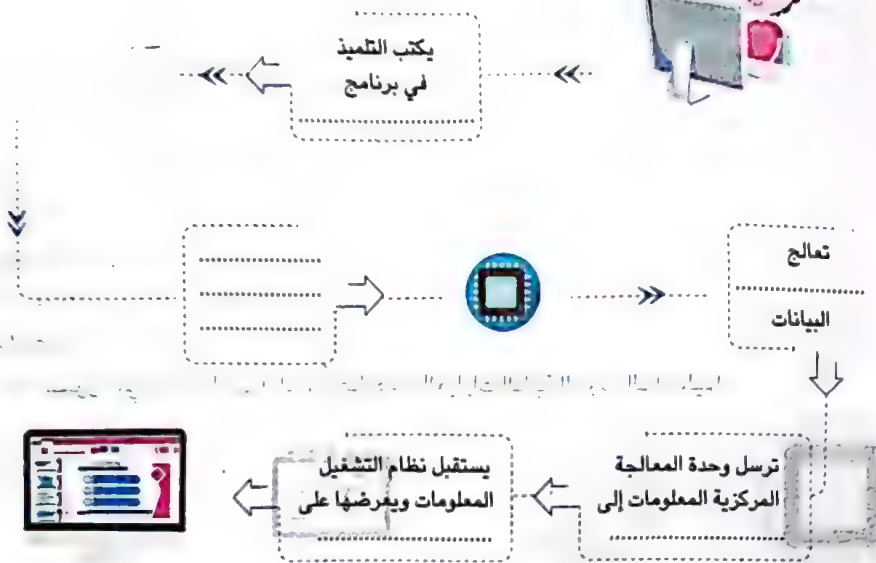 يكتب التلميذ
في برنامج
تعالج
البيانات
ترسل وحدة المعالجة
المركزية المعلومات إلى
يستقبل نظام التشغيل
المعلومات ويعرضها على